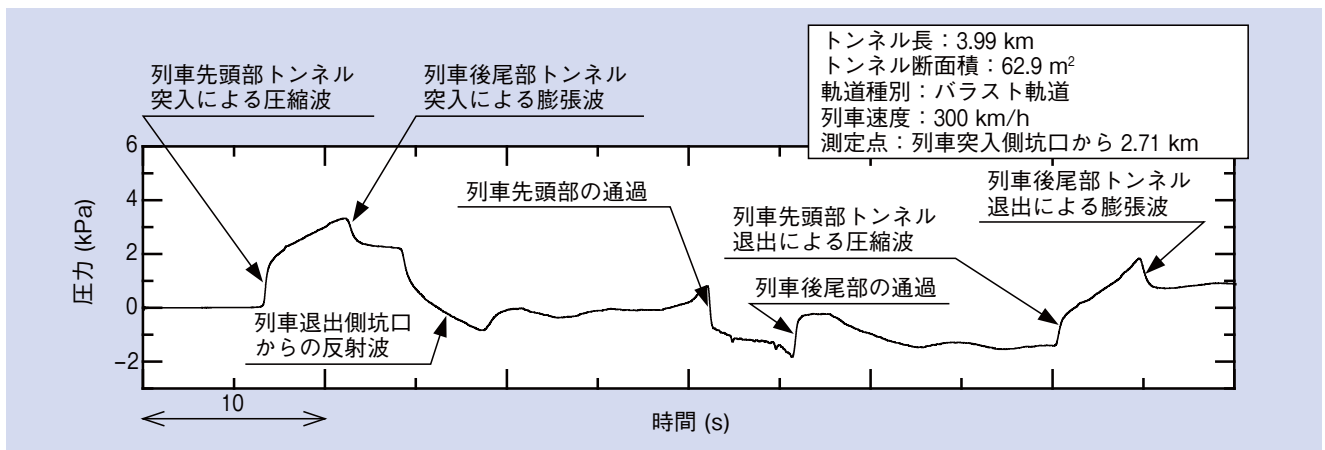 トンネル長：3.99 km
トンネル断面積：62.9 m²
軌道種別：バラスト軌道
列車速度：300 km/h
測定点：列車突入側坑口から 2.71 km
列車先頭部トンネル
突入による圧縮波
列車後尾部トンネル
突入による膨張波
列車先頭部の通過
列車先頭部トンネル
退出による圧縮波
列車後尾部トンネル
退出による膨張波
列車後尾部の通過
列車退出側坑口
からの反射波
圧力 (kPa)
6
4
2
0
−2
10
時間 (s)